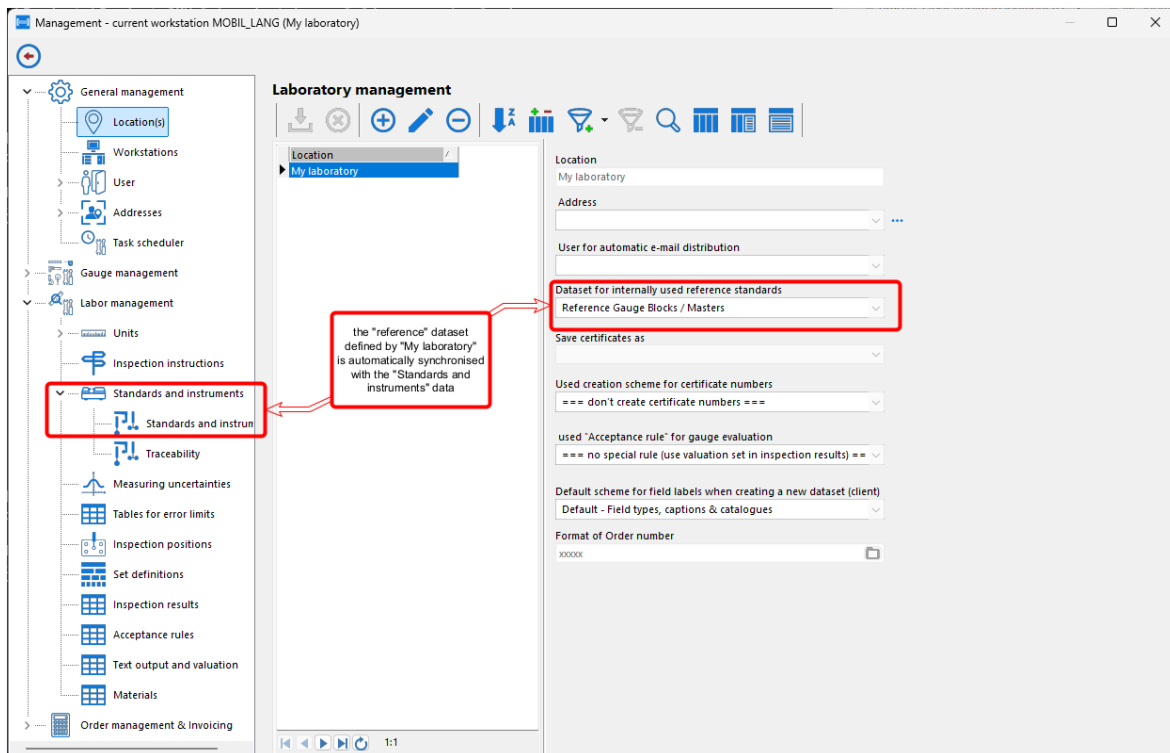 Management - current workstation MOBIL_LANG (My laboratory)
General management
Location(s)
Workstations
User
Addresses
Task scheduler
Gauge management
Labor management
Units
Inspection instructions
Standards and instruments
Standards and instrum
Traceability
Measuring uncertainties
Tables for error limits
Inspection positions
Set definitions
Inspection results
Acceptance rules
Text output and valuation
Materials
Order management & Invoicing
Laboratory management
Location
My laboratory
1:1
the "reference" dataset
defined by "My laboratory"
is automatically synchronised
with the "Standards and
instruments" data
Location
My laboratory
Address
User for automatic e-mail distribution
Dataset for internally used reference standards
Reference Gauge Blocks / Masters
Save certificates as
Used creation scheme for certificate numbers
=== don't create certificate numbers ===
used "Acceptance rule" for gauge evaluation
=== no special rule (use valuation set in inspection results) ==
Default scheme for field labels when creating a new dataset (client)
Default - Field types, captions & catalogues
Format of Order number
xxxxx